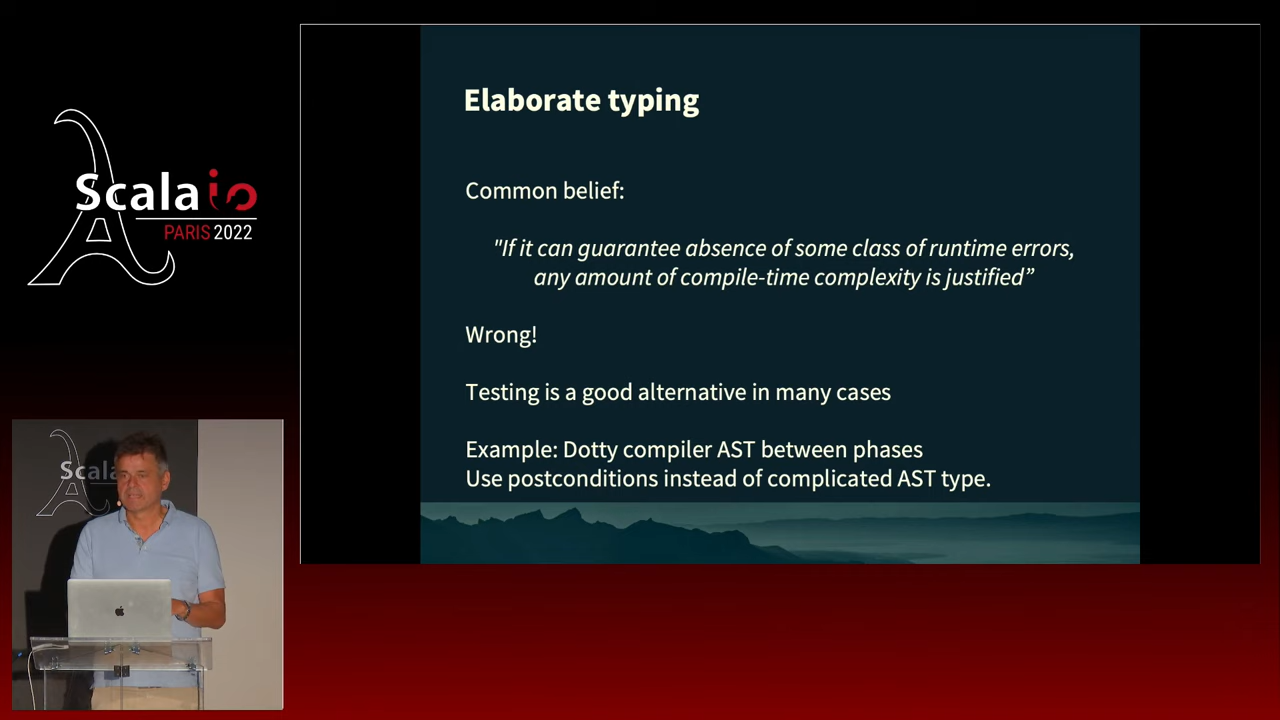 Scala io
PARIS 2022
Elaborate typing
Common belief:
"If it can guarantee absence of some class of runtime errors,
any amount of compile-time complexity is justified”
Wrong!
Testing is a good alternative in many cases
Example: Dotty compiler AST between phases
Use postconditions instead of complicated AST type.
Scala